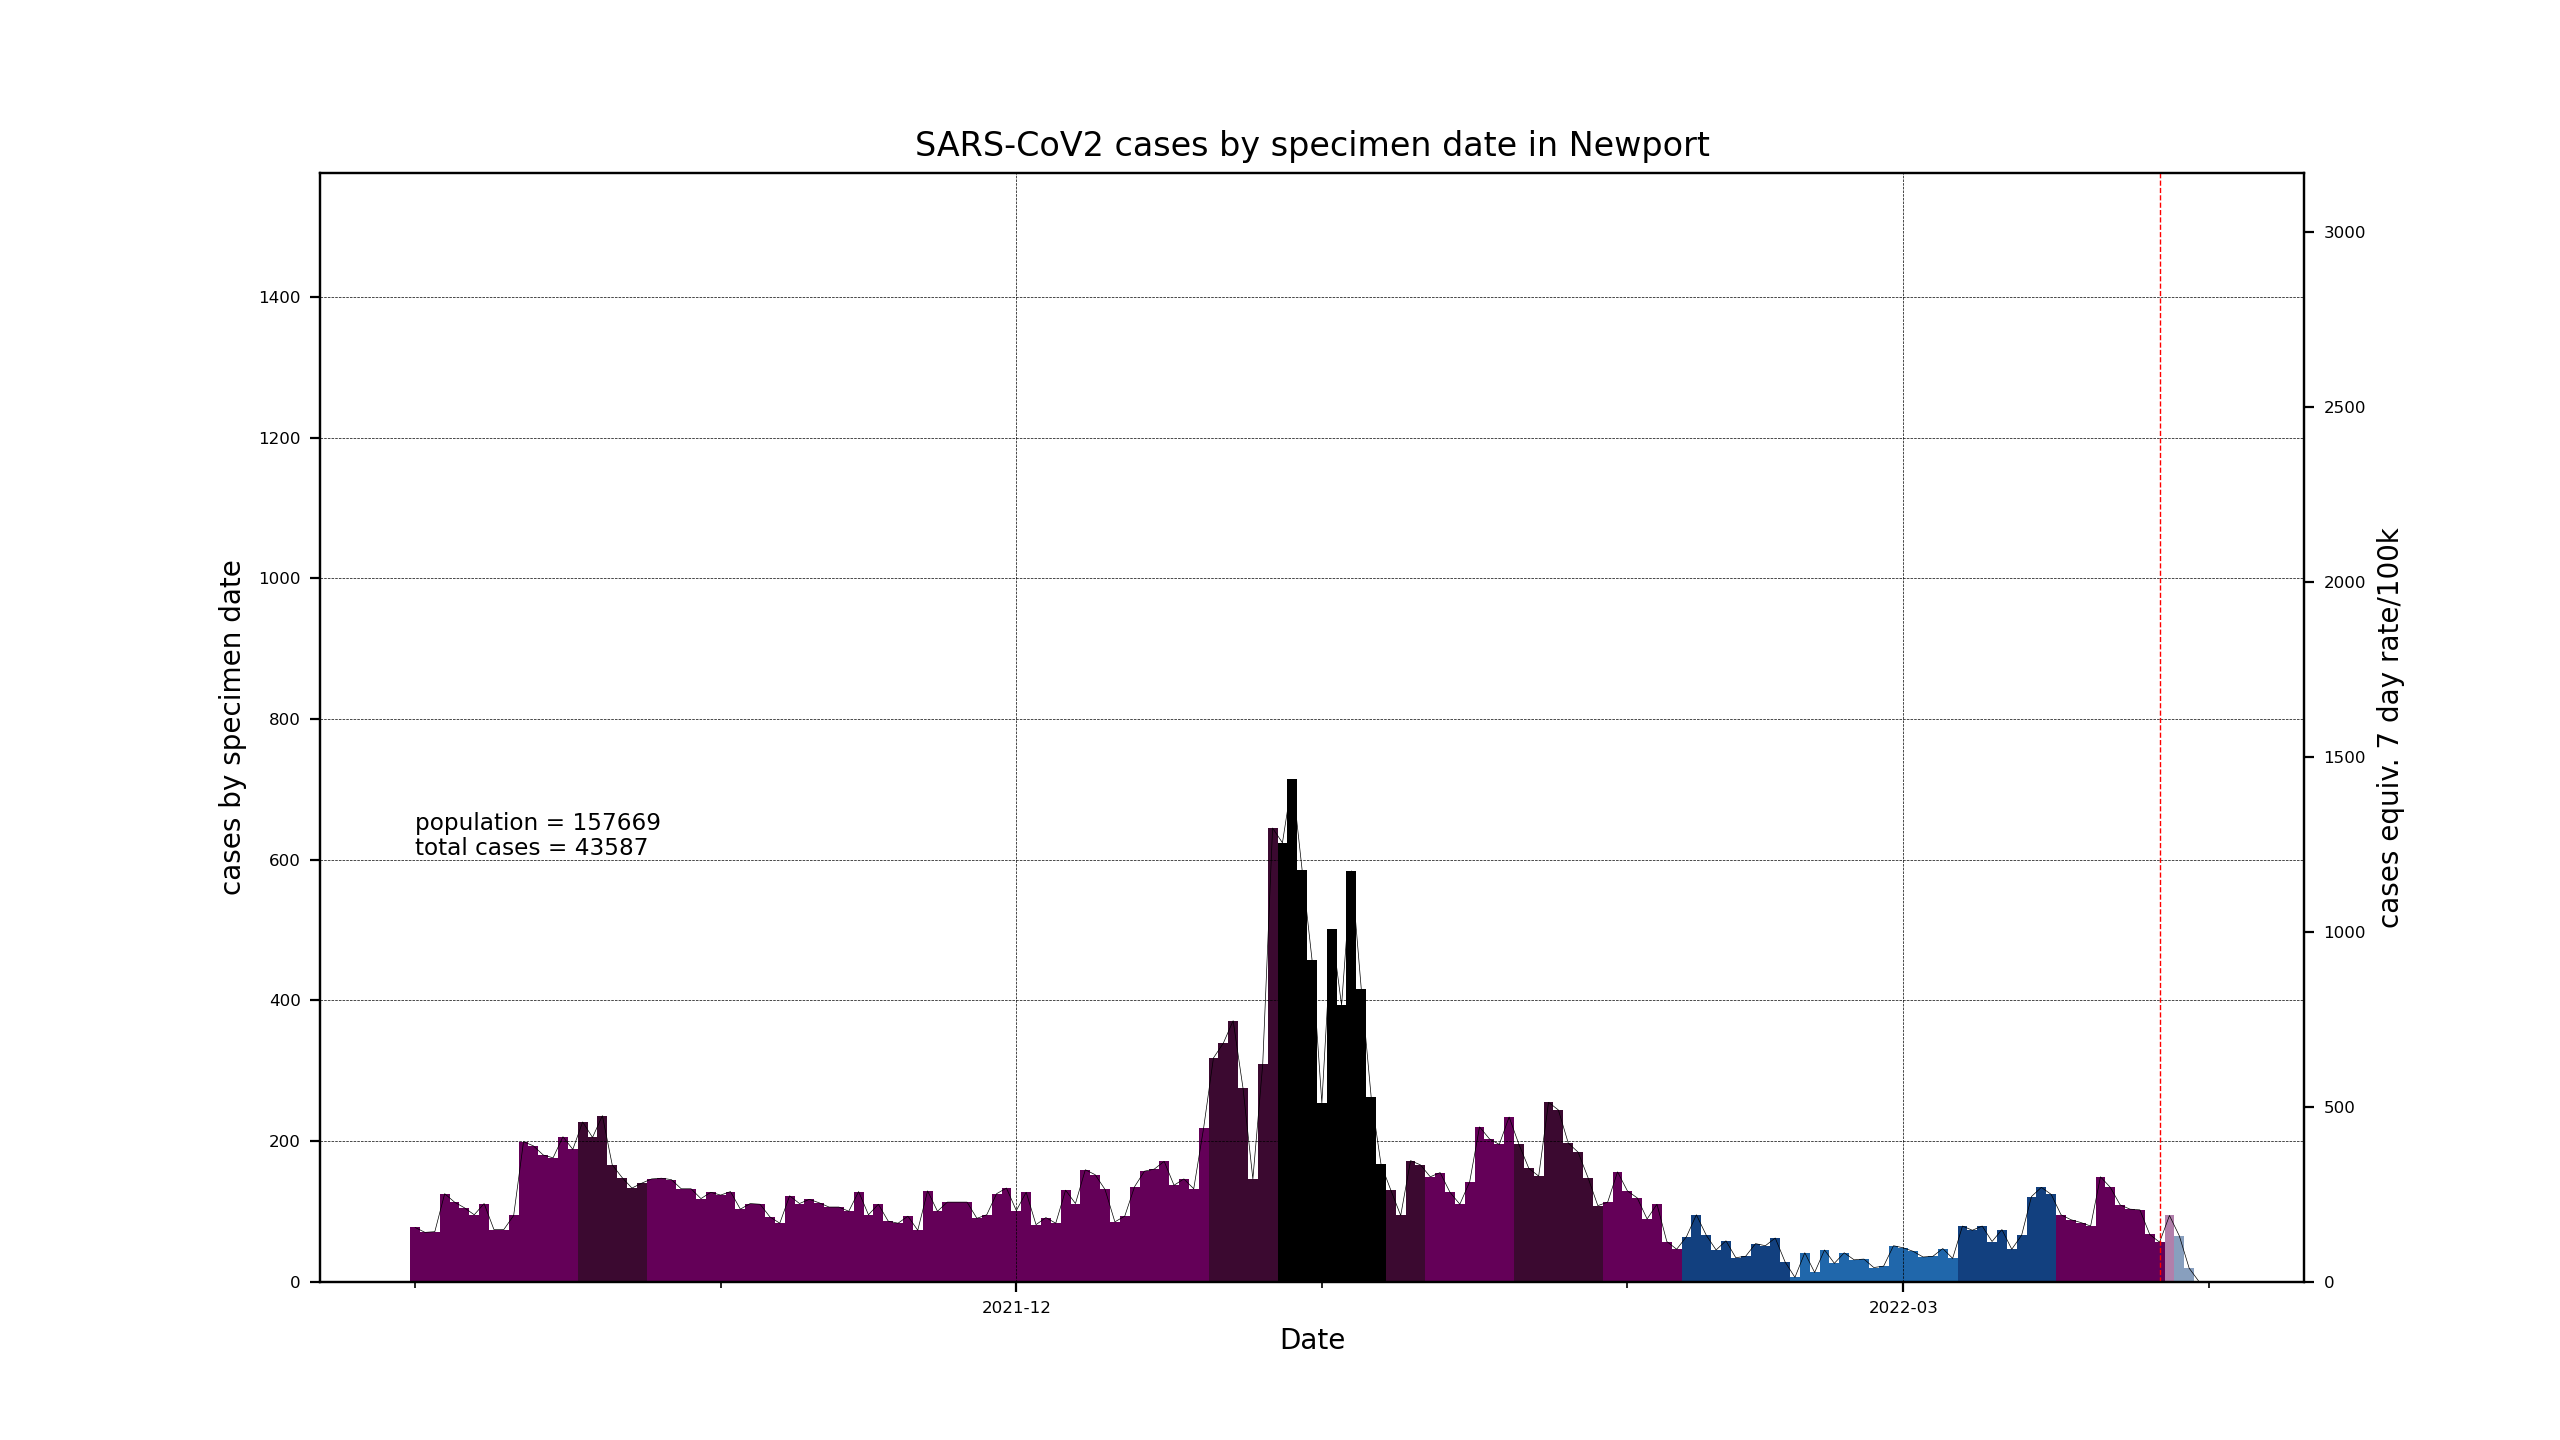 SARS-CoV2 cases by specimen date in Newport
cases by specimen date
1400
1200
1000
800
600
400
200
0
population = 157669
total cases = 43587
3000
2500
2000
1500
1000
500
0
cases equiv. 7 day rate/100k
2021-12
2022-03
Date